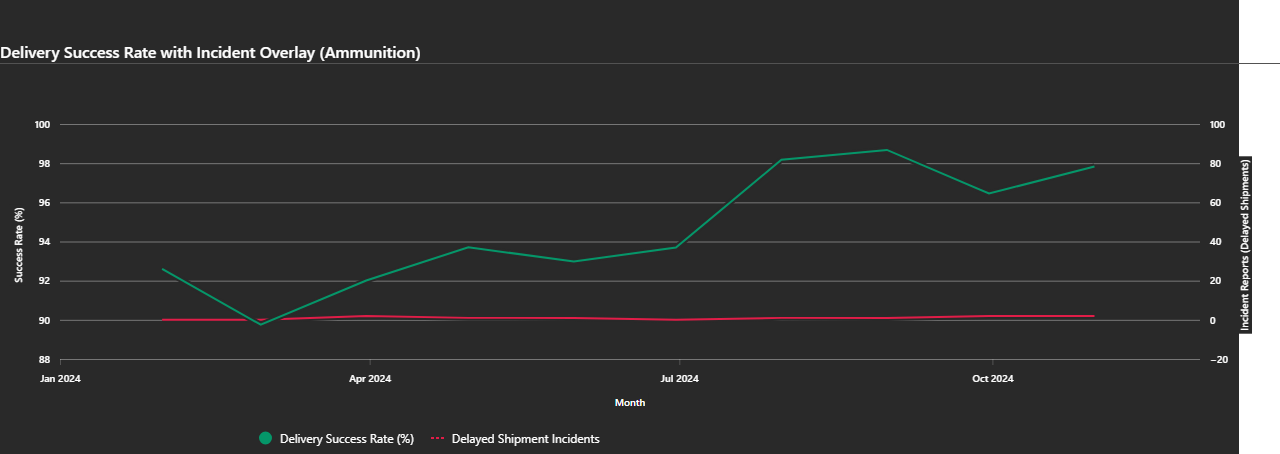 Delivery Success Rate with Incident Overlay (Ammunition)
100 100
98 80
96 60
94 40
92 20
90 0
88 −20
Success Rate (%)
Incident Reports (Delayed Shipments)
Jan 2024 Apr 2024 Jul 2024 Oct 2024
Month
Delivery Success Rate (%) Delayed Shipment Incidents